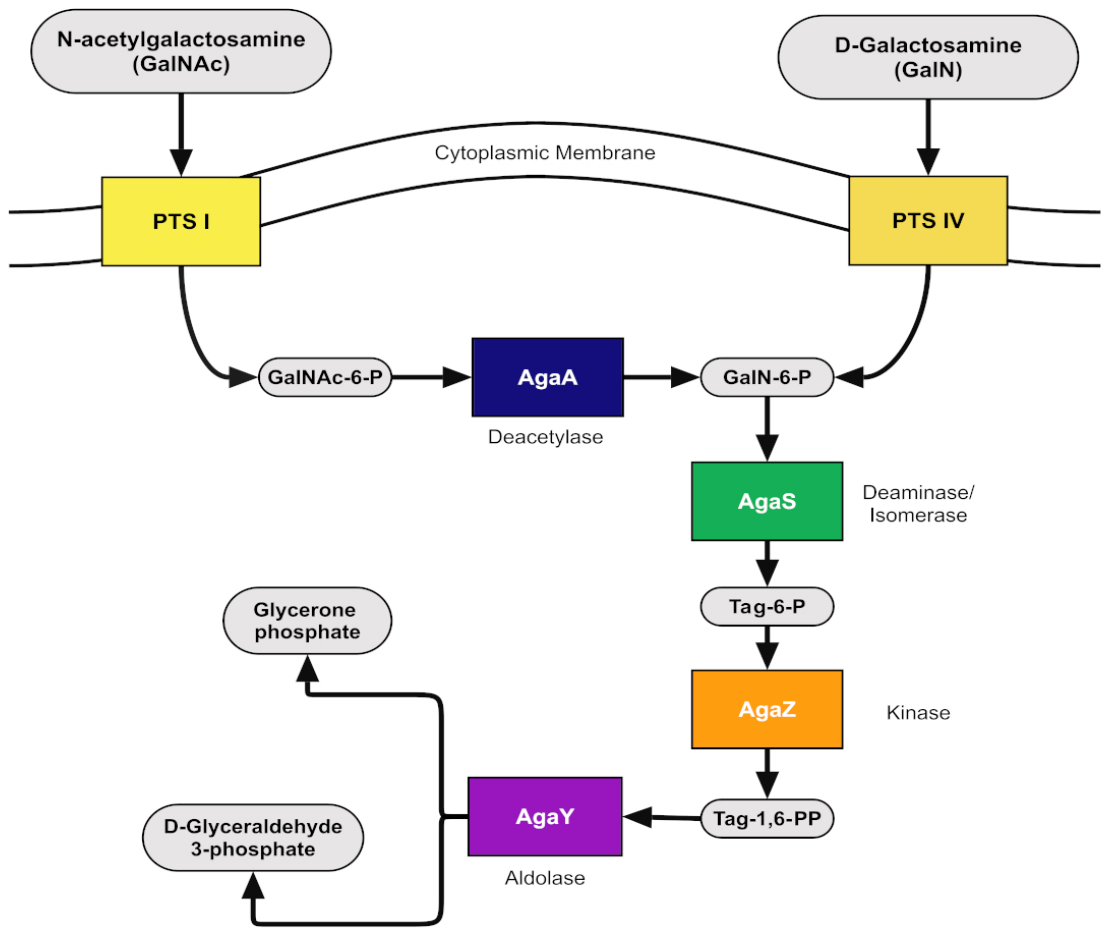 N-acetylgalactosamine
(GalNAc)
D-Galactosamine
(GalN)
Cytoplasmic Membrane
PTS I
PTS IV
GalNAc-6-P
AgaA
GalN-6-P
Deacetylase
AgaS
Deaminase/
Isomerase
Tag-6-P
Glycerone
phosphate
AgaZ
Kinase
Tag-1,6-PP
AgaY
D-Glyceraldehyde
3-phosphate
Aldolase